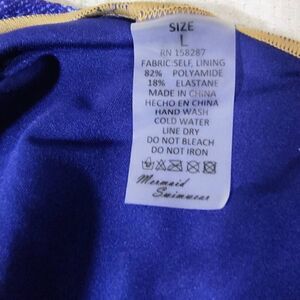 SIZE
L
RN 158287
FABRIC:SELF, LINING
82% POLYAMIDE
18% ELASTANE
MADE IN CHINA
HECHO EN CHINA
HAND WASH
COLD WATER
LINE DRY
DO NOT BLEACH
DO NOT IRON
Mermaid
Swimwear